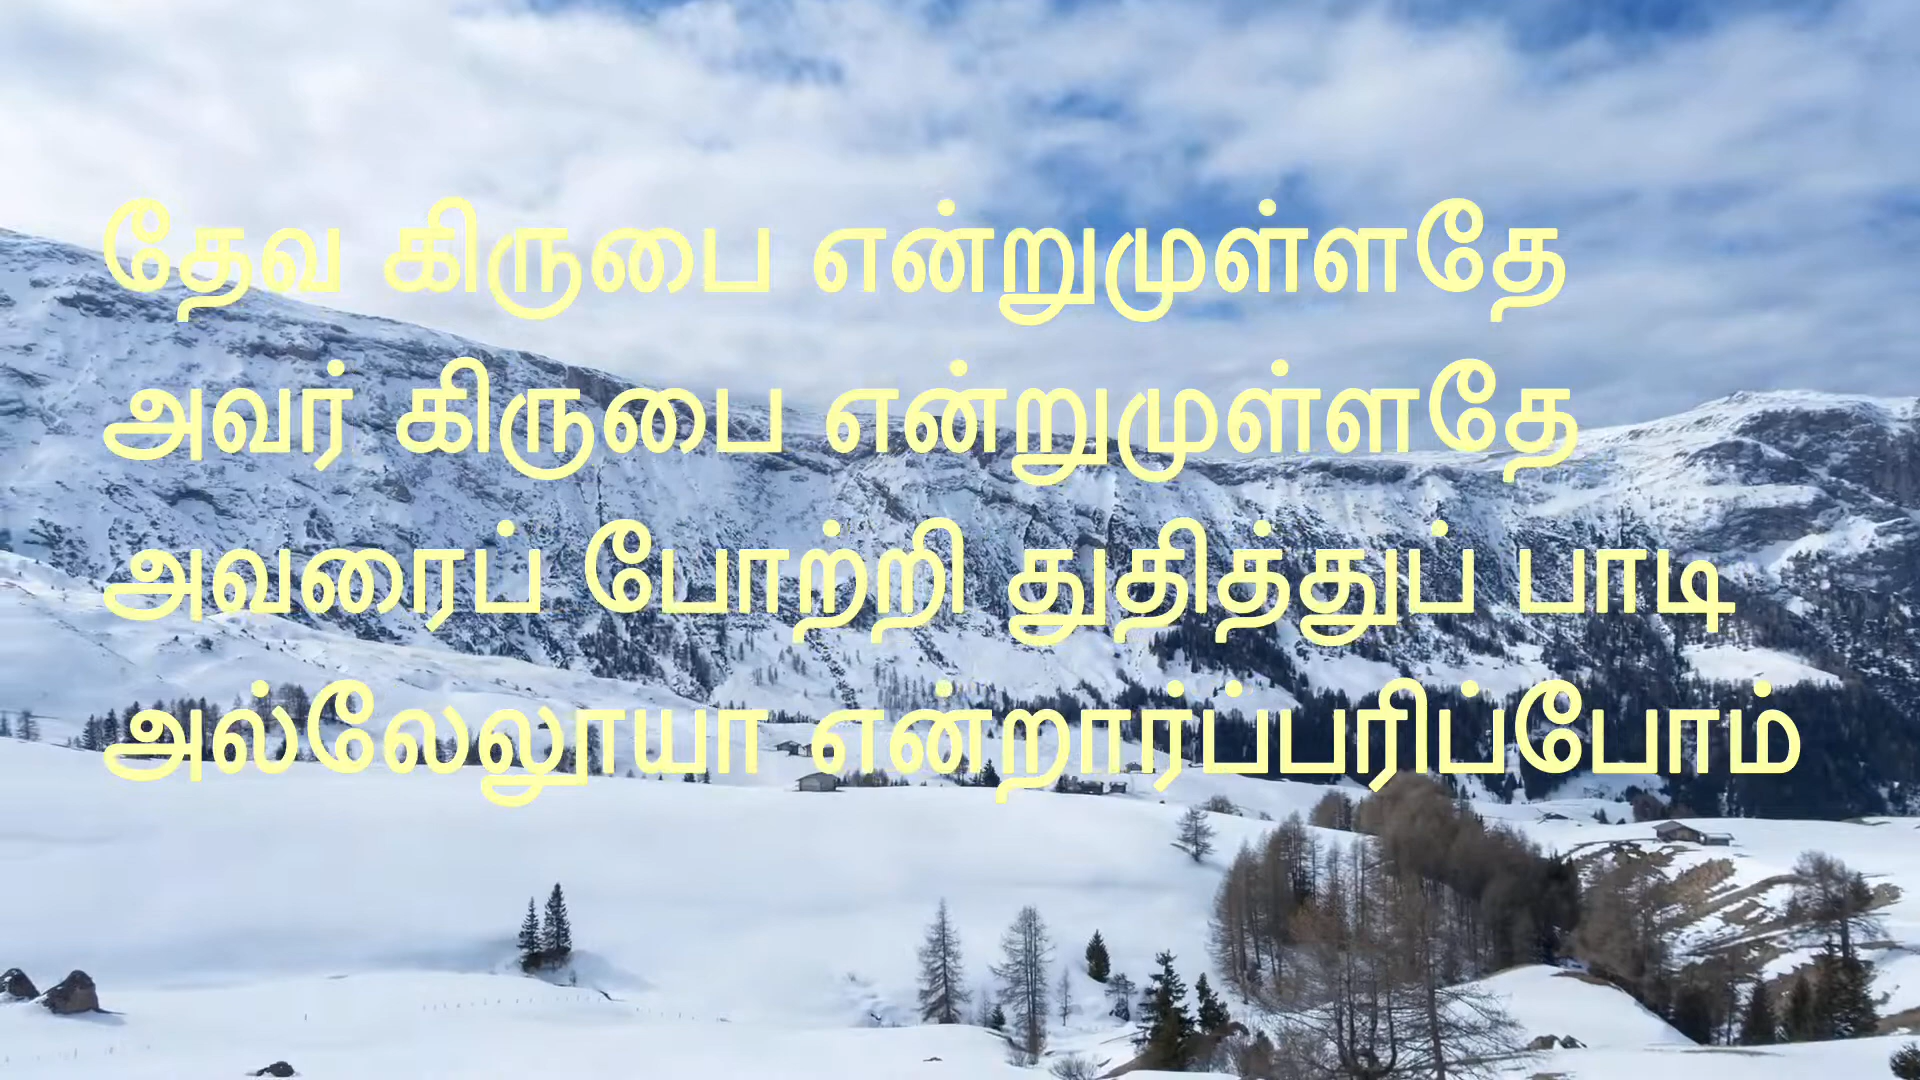 தேவ கிருபை என்றுமுள்ளதே
அவர் கிருபை என்றுமுள்ளதே
அவரைப் போற்றி துதித்துப் பாடி
அல்லேலூயா என்றார்ப்பரிப்போம்